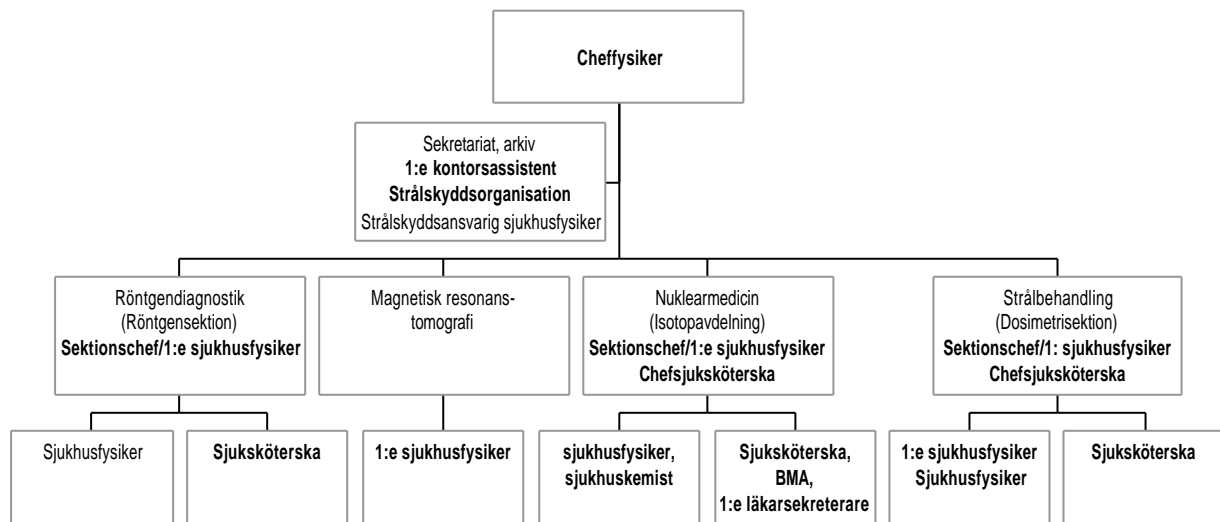 Cheffysiker
Sekretariat, arkiv
1:e kontorsassistent
Strålskyddsorganisation
Strålskyddsansvarig sjukhusfysiker
Röntgendiagnostik
(Röntgensektion)
Sektionschef/1:e sjukhusfysiker
Magnetisk resonans-
tomografi
Nuklearmedicin
(Isotopavdelning)
Sektionschef/1:e sjukhusfysiker
Chefsjuksköterska
Strålbehandling
(Dosimetrisektion)
Sektionschef/1: sjukhusfysiker
Chefsjuksköterska
Sjukhusfysiker
Sjuksköterska
1:e sjukhusfysiker
sjukhusfysiker,
sjukhuskemist
Sjuksköterska,
BMA,
1:e läkarsekreterare
1:e sjukhusfysiker
Sjukhusfysiker
Sjuksköterska